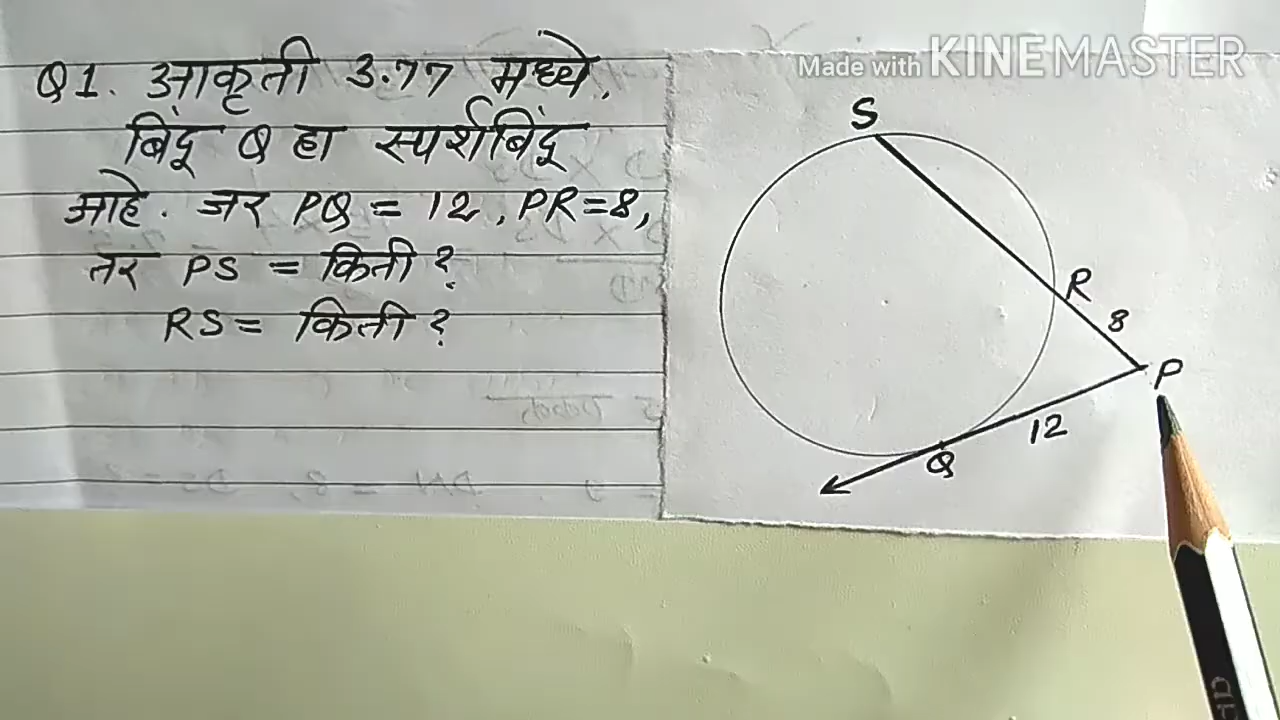 Made with KINEMASTER
Q1. आकृती 3.77 मध्ये.
बिंदू Q हा स्पर्शबिंदू
आहे. जर PQ = 12, PR=8,
तर PS = किती?
RS = किती?
S
R
8
P
12
Q